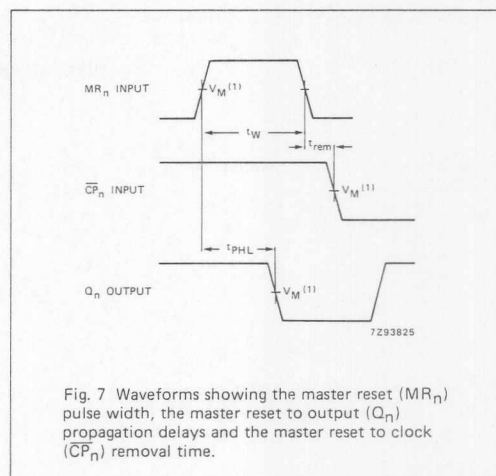 MRn INPUT
VM(1)
tW
trem
CPn INPUT
VM(1)
tPHL
Qn OUTPUT
VM(1)
7Z93825
Fig. 7 Waveforms showing the master reset (MRn)
pulse width, the master reset to output (Qn)
propagation delays and the master reset to clock
(CPn) removal time.